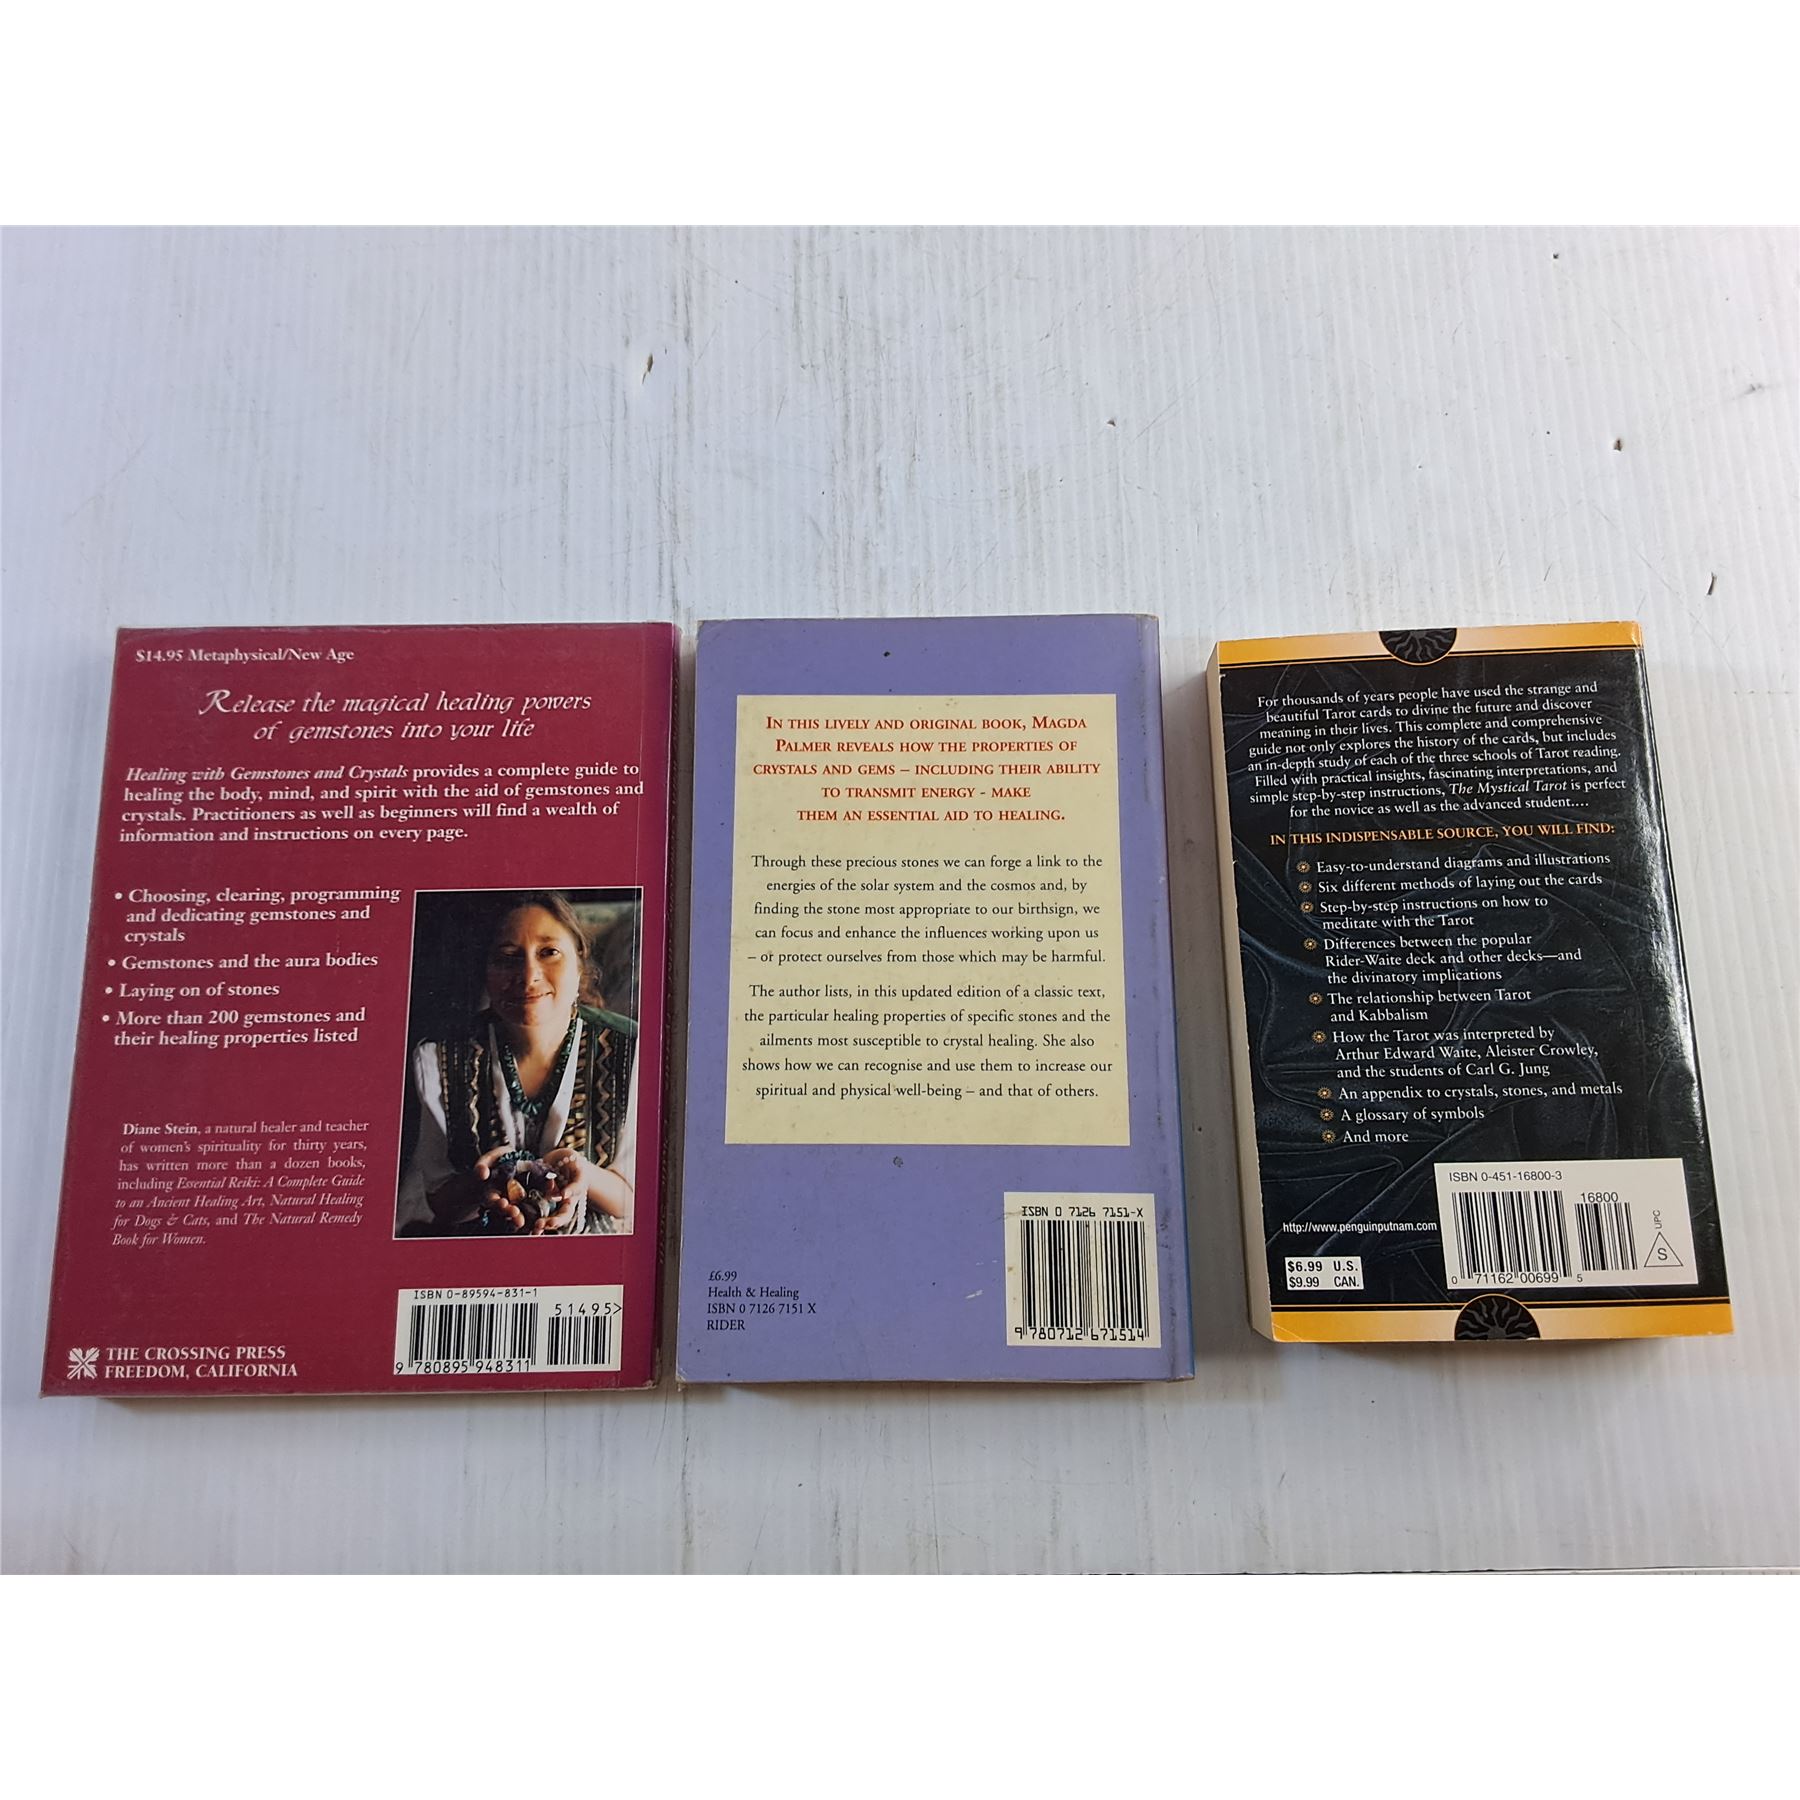 $14.95 Metaphysical/New Age
Release the magical healing powers
of gemstones into your life
Healing with Gemstones and Crystals provides a complete guide to
healing the body, mind, and spirit with the aid of gemstones and
crystals. Practitioners as well as beginners will find a wealth of
information and instructions on every page.
• Choosing, clearing, programming
and dedicating gemstones and
crystals
• Gemstones and the aura bodies
• Laying on of stones
• More than 200 gemstones and
their healing properties listed
Diane Stein, a natural healer and teacher
of women's spirituality for thirty years,
has written more than a dozen books,
including Essential Reiki: A Complete Guide
to an Ancient Healing Art, Natural Healing
for Dogs & Cats, and The Natural Remedy
Book for Women.
ISBN 0-89594-831-1
51495>
9 780895 948311
THE CROSSING PRESS
FREEDOM, CALIFORNIA
IN THIS LIVELY AND ORIGINAL BOOK, MAGDA
PALMER REVEALS HOW THE PROPERTIES OF
CRYSTALS AND GEMS – INCLUDING THEIR ABILITY
TO TRANSMIT ENERGY - MAKE
THEM AN ESSENTIAL AID TO HEALING.
Through these precious stones we can forge a link to the
energies of the solar system and the cosmos and, by
finding the stone most appropriate to our birthsign, we
can focus and enhance the influences working upon us
– or protect ourselves from those which may be harmful.
The author lists, in this updated edition of a classic text,
the particular healing properties of specific stones and the
ailments most susceptible to crystal healing. She also
shows how we can recognise and use them to increase our
spiritual and physical well-being – and that of others.
ISBN 0 7126 7151-X
9 780712 671514
£6.99
Health & Healing
ISBN 0 7126 7151 X
RIDER
For thousands of years people have used the strange and
beautiful Tarot cards to divine the future and discover
meaning in their lives. This complete and comprehensive
guide not only explores the history of the cards, but includes
an in-depth study of each of the three schools of Tarot reading.
Filled with practical insights, fascinating interpretations, and
simple step-by-step instructions, The Mystical Tarot is perfect
for the novice as well as the advanced student....
IN THIS INDISPENSABLE SOURCE, YOU WILL FIND:
Easy-to-understand diagrams and illustrations
Six different methods of laying out the cards
Step-by-step instructions on how to
meditate with the Tarot
Differences between the popular
Rider-Waite deck and other decks—and
the divinatory implications
The relationship between Tarot
and Kabbalism
How the Tarot was interpreted by
Arthur Edward Waite, Aleister Crowley,
and the students of Carl G. Jung
An appendix to crystals, stones, and metals
A glossary of symbols
And more
ISBN 0-451-16800-3
16800
UPC
S
0 71162 00699 5
http://www.penguinputnam.com
$6.99 U.S.
$9.99 CAN.